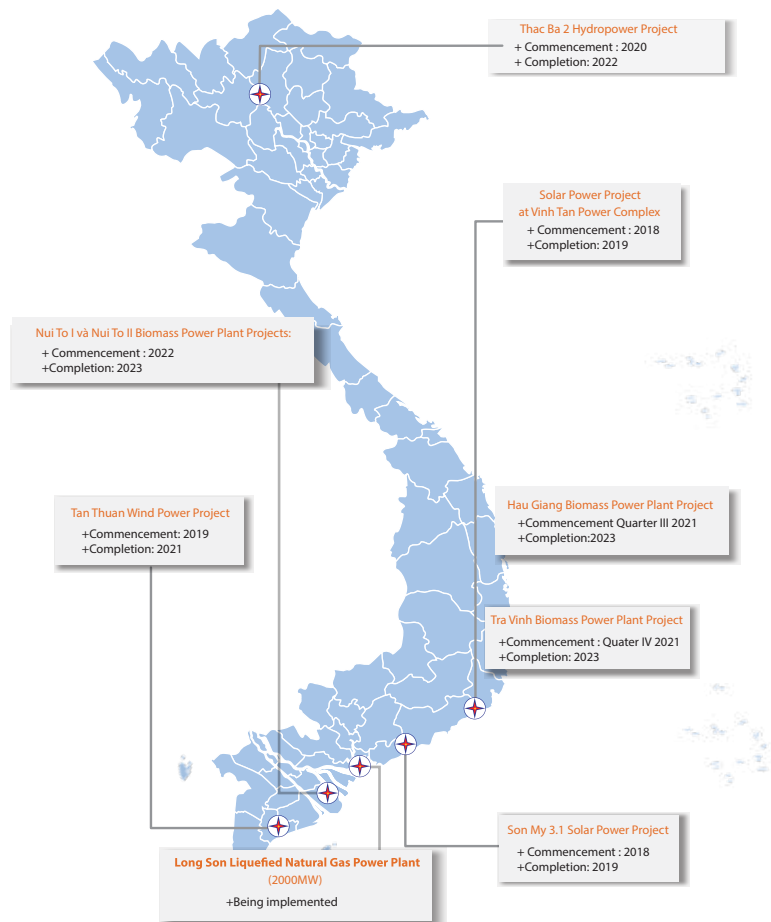 Thac Ba 2 Hydropower Project
+ Commencement : 2020
+ Completion: 2022
Solar Power Project
at Vinh Tan Power Complex
+ Commencement : 2018
+Completion: 2019
Nui To I và Nui To II Biomass Power Plant Projects:
+ Commencement : 2022
+Completion: 2023
Tan Thuan Wind Power Project
+Commencement: 2019
+Completion: 2021
Hau Giang Biomass Power Plant Project
+Commencement Quarter III 2021
+Completion:2023
Tra Vinh Biomass Power Plant Project
+Commencement : Quater IV 2021
+Completion: 2023
Son My 3.1 Solar Power Project
+ Commencement : 2018
+Completion: 2019
Long Son Liquefied Natural Gas Power Plant
(2000MW)
+Being implemented